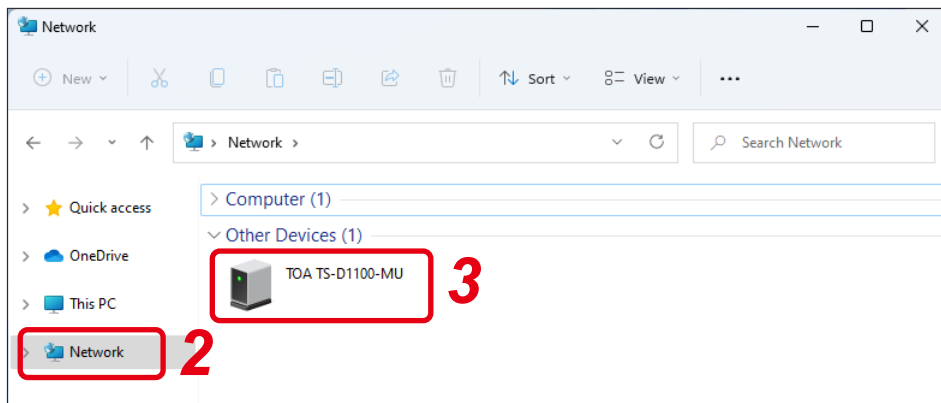 Network
New
Sort
View
Network
Search Network
Quick access
Computer (1)
Other Devices (1)
OneDrive
TOA TS-D1100-MU
3
This PC
Network
2